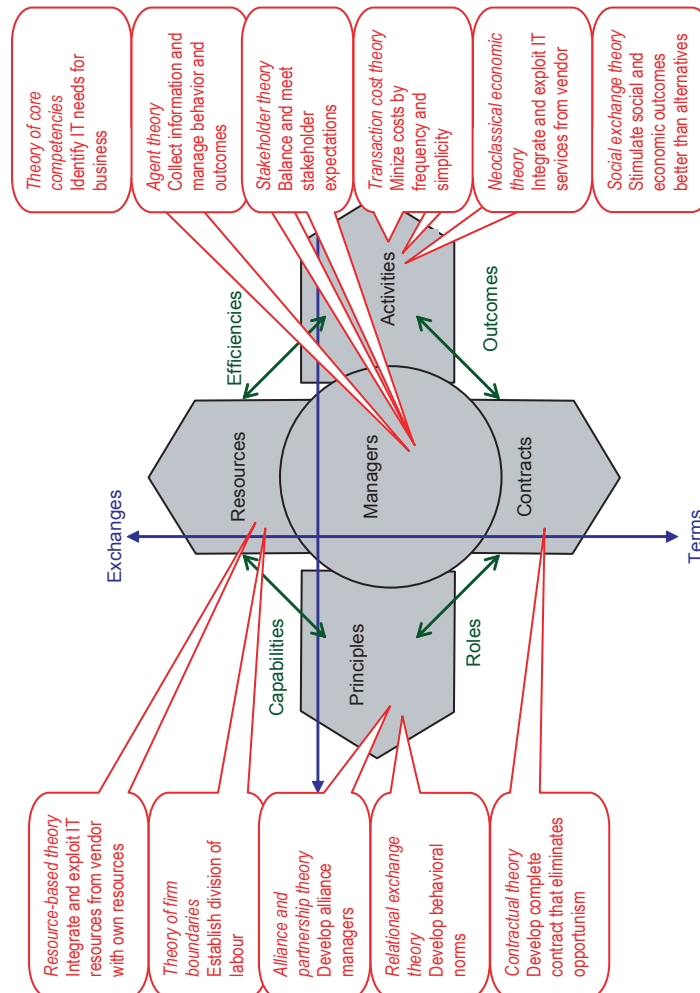 Theory of core
competencies
Identify IT needs for
business
Agent theory
Collect information and
manage behavior and
outcomes
Stakeholder theory
Balance and meet
stakeholder
expectations
Transaction cost theory
Minize costs by
frequency and
simplicity
Neoclassical economic
theory
Integrate and exploit IT
services from vendor
Social exchange theory
Stimulate social and
economic outcomes
better than alternatives
Efficiencies
Activities
Outcomes
Exchanges
Resources
Managers
Contracts
Terms
Capabilities
Principles
Roles
Resource-based theory
Integrate and exploit IT
resources from vendor
with own resources
Theory of firm
boundaries
Establish division of
labour
Alliance and
partnership theory
Develop alliance
managers
Relational exchange
theory
Develop behavioral
norms
Contractual theory
Develop complete
contract that eliminates
opportunism